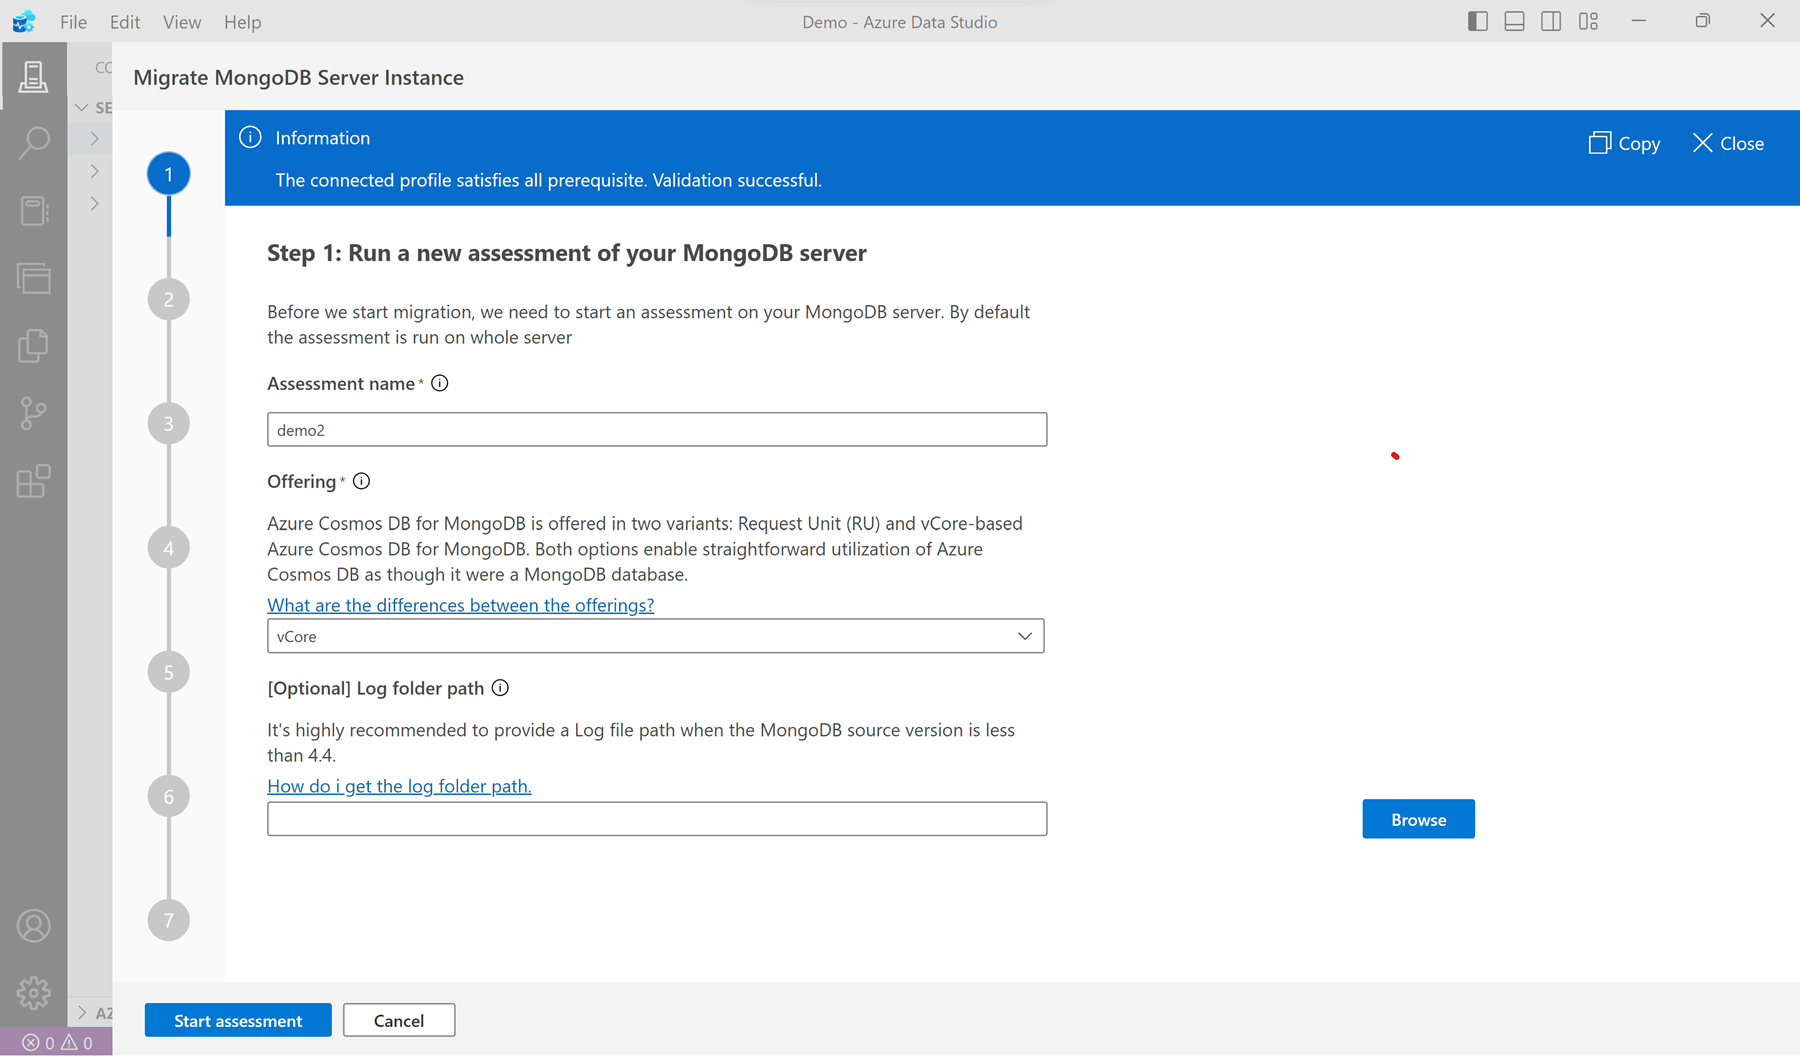 File Edit View Help
Demo - Azure Data Studio
CC
SE
Migrate MongoDB Server Instance
Information
Copy Close
The connected profile satisfies all prerequisite. Validation successful.
1
2
3
4
5
6
7
Step 1: Run a new assessment of your MongoDB server
Before we start migration, we need to start an assessment on your MongoDB server. By default
the assessment is run on whole server
Assessment name *
demo2
Offering *
Azure Cosmos DB for MongoDB is offered in two variants: Request Unit (RU) and vCore-based
Azure Cosmos DB for MongoDB. Both options enable straightforward utilization of Azure
Cosmos DB as though it were a MongoDB database.
What are the differences between the offerings?
vCore
[Optional] Log folder path
It's highly recommended to provide a Log file path when the MongoDB source version is less
than 4.4.
How do i get the log folder path.
Browse
AZ
Start assessment Cancel
0 0